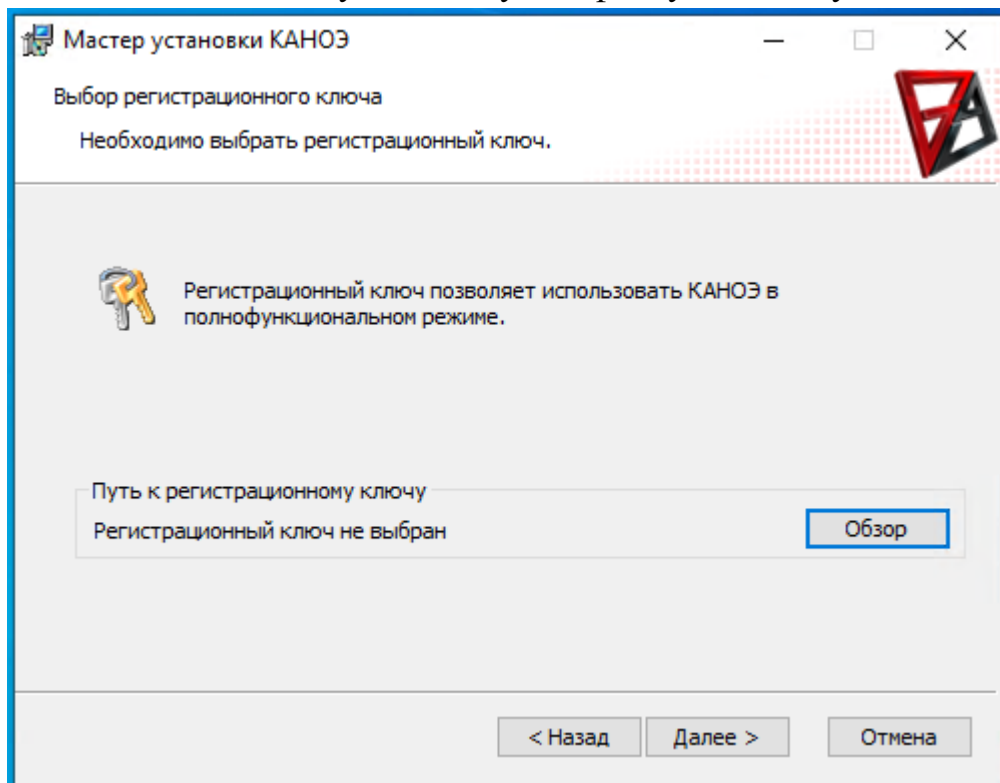 Мастер установки КАНОЭ
Выбор регистрационного ключа
Необходимо выбрать регистрационный ключ.
Регистрационный ключ позволяет использовать КАНОЭ в
полнофункциональном режиме.
Путь к регистрационному ключу
Регистрационный ключ не выбран
Обзор
< Назад
Далее >
Отмена